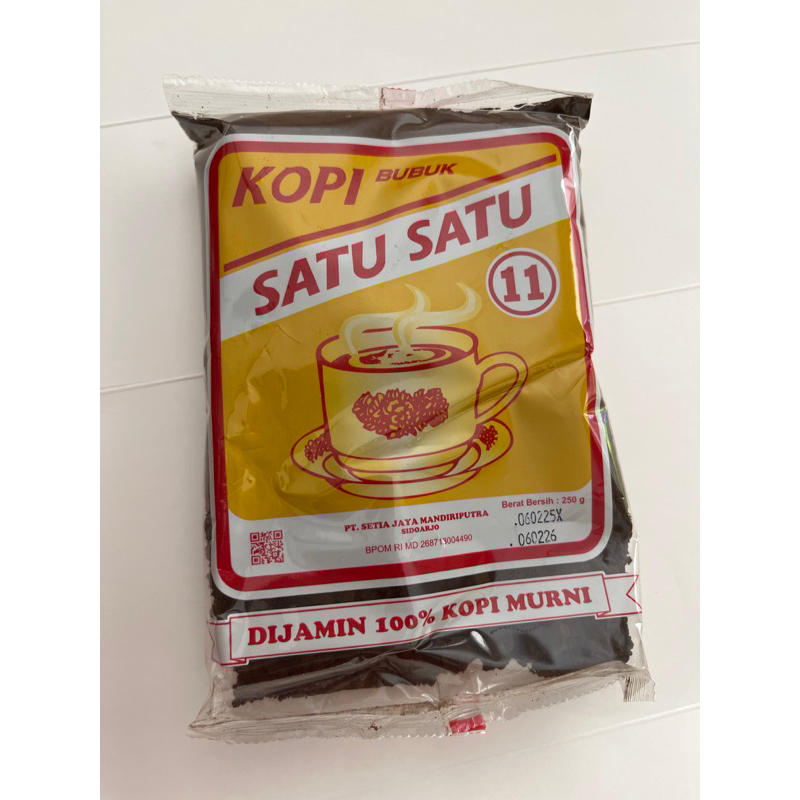 KOPI BUBUK
SATU SATU
11
Berat Bersih : 250 g
PT. SETIA JAYA MANDIRIPUTRA
SIDOARJO
.060225X
BPOM RI MD 268713004490
.060226
DIJAMIN 100% KOPI MURNI